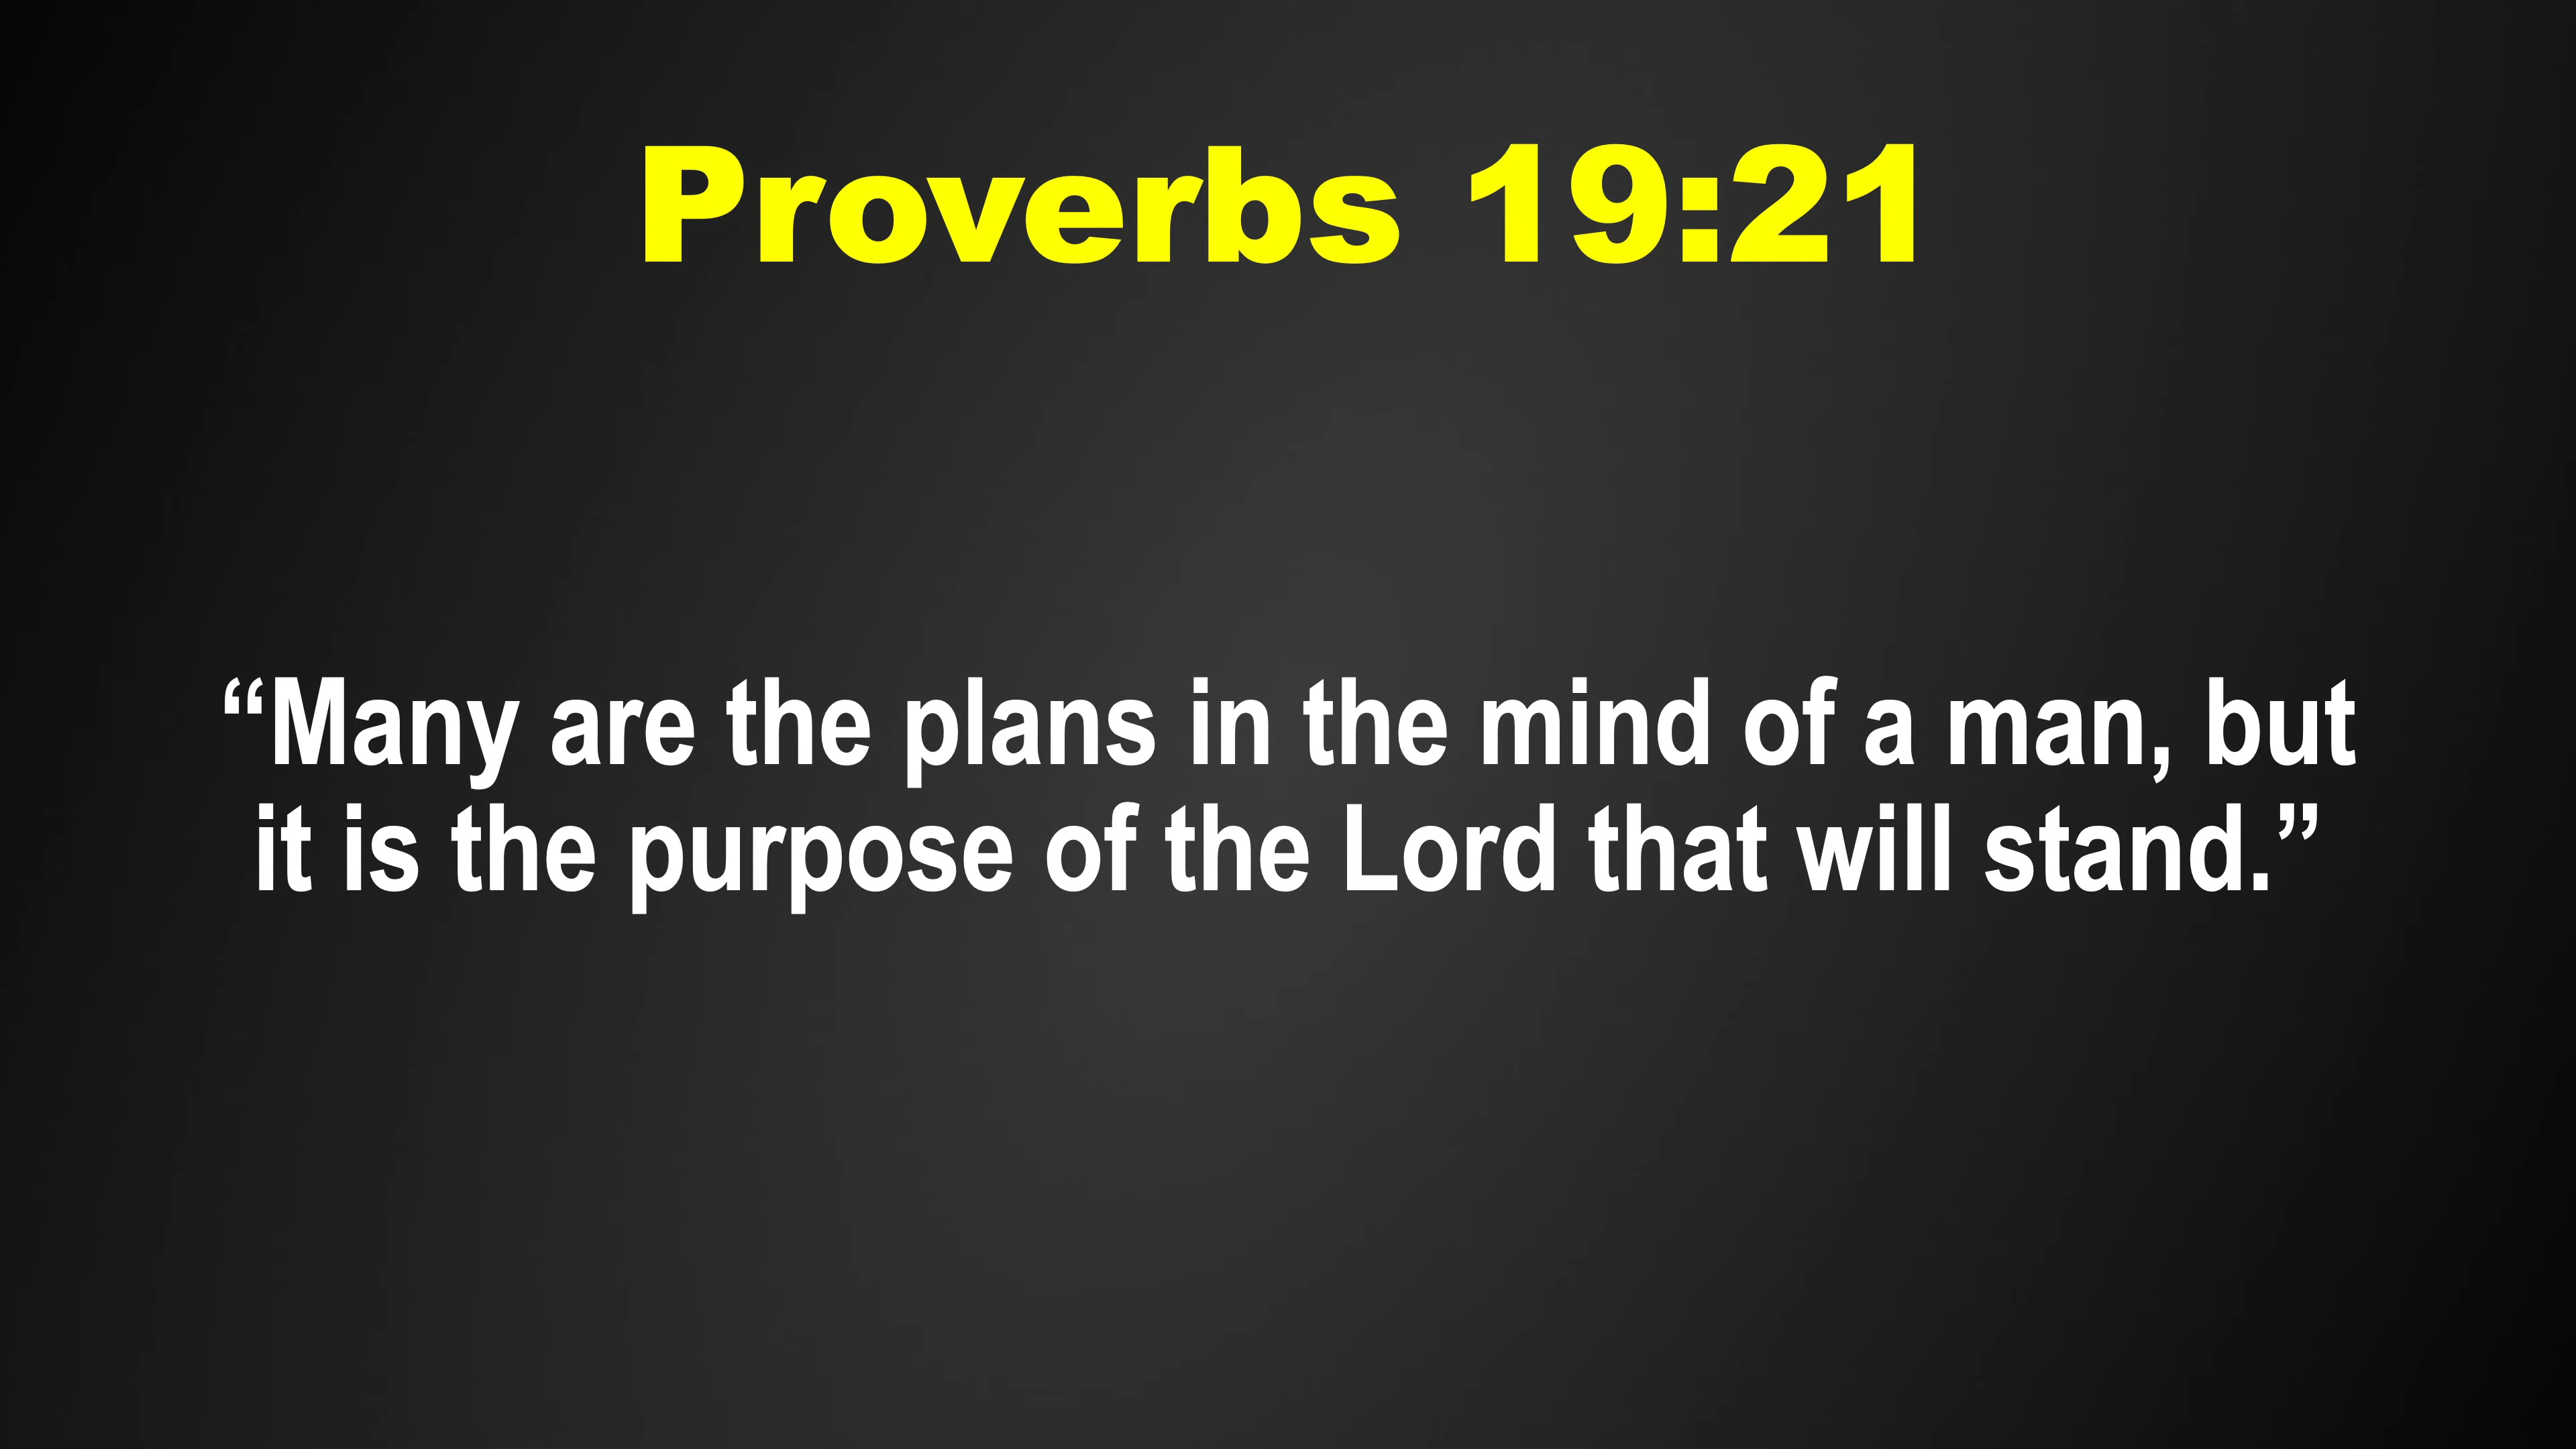 Proverbs 19:21
“Many are the plans in the mind of a man, but
it is the purpose of the Lord that will stand.”